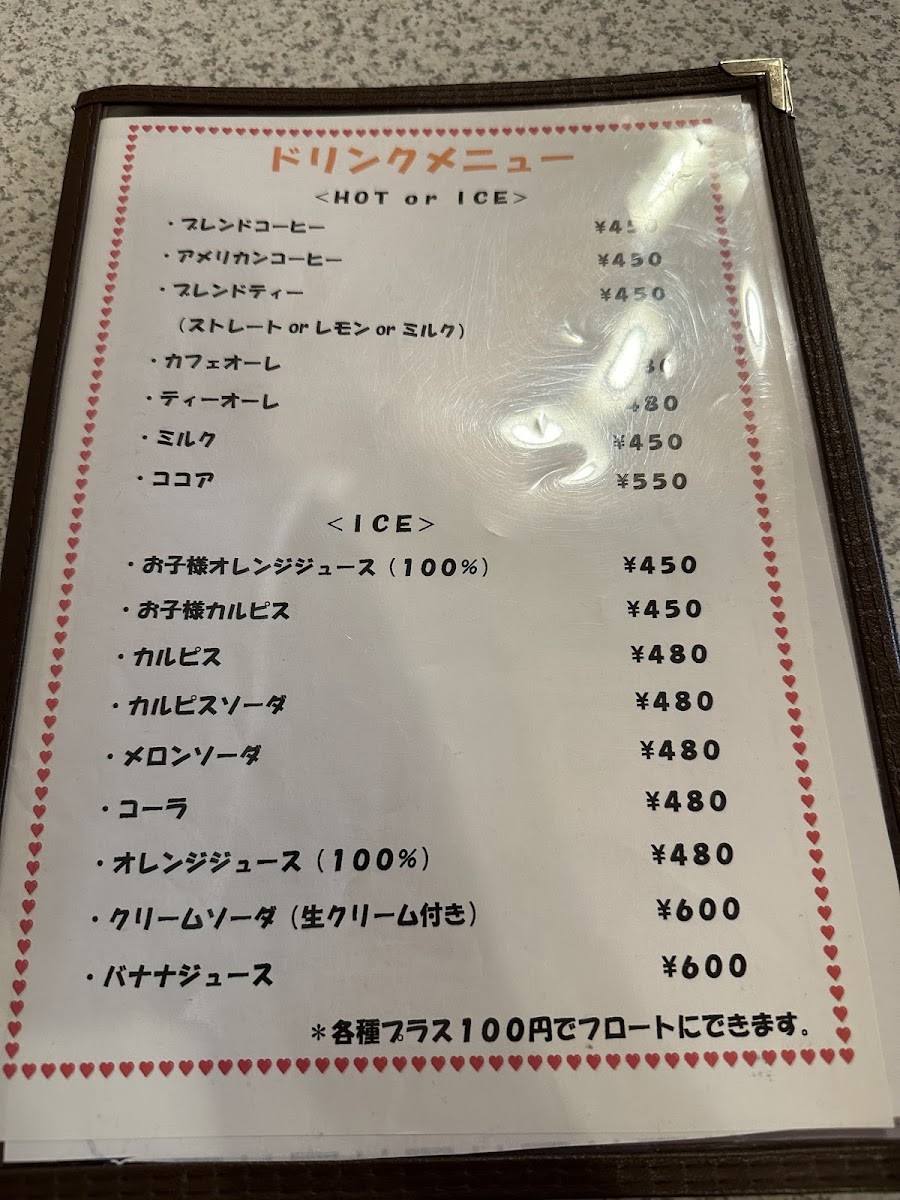 ドリンクメニュー
<HOT or ICE>
・ブレンドコーヒー ¥450
・アメリカンコーヒー ¥450
・ブレンドティー ¥450
(ストレート or レモン or ミルク)
・カフェオーレ
・ティーオーレ 480
・ミルク ¥450
・ココア ¥550
<ICE>
・お子様オレンジジュース(100%) ¥450
・お子様カルピス ¥450
・カルピス ¥480
・カルピスソーダ ¥480
・メロンソーダ ¥480
・コーラ ¥480
・オレンジジュース(100%) ¥480
・クリームソーダ(生クリーム付き) ¥600
・バナナジュース ¥600
*各種プラス100円でフロートにできます。